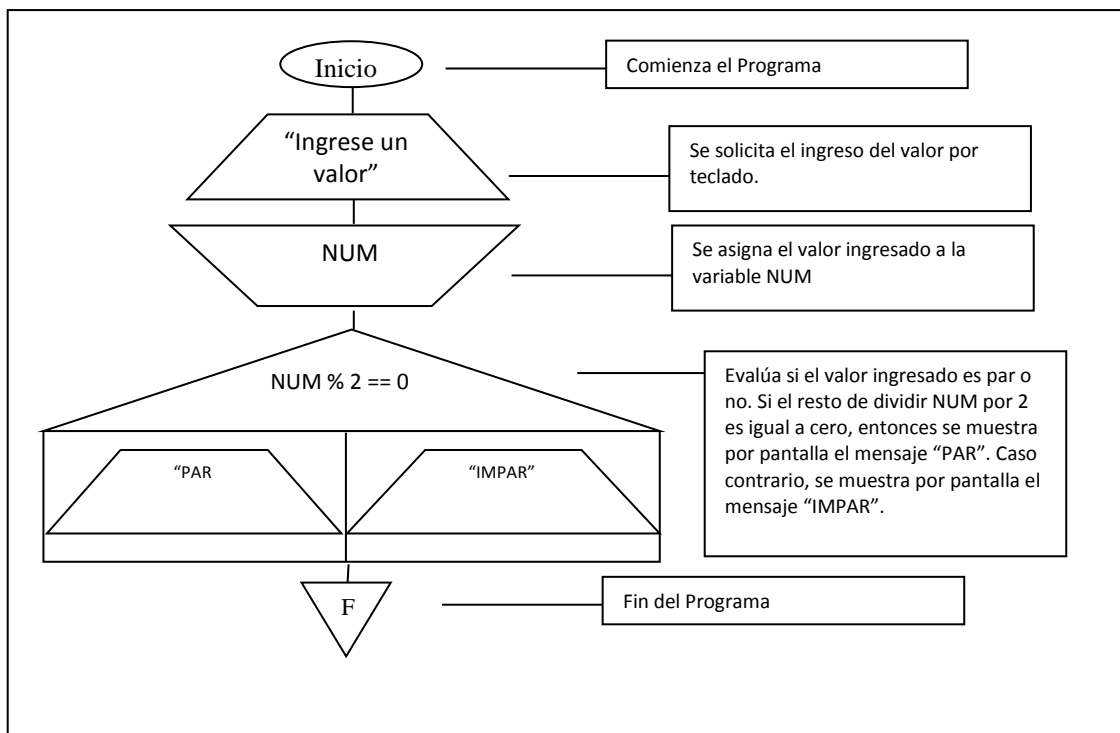 Inicio
Comienza el Programa
“Ingrese un
valor”
Se solicita el ingreso del valor por
teclado.
NUM
Se asigna el valor ingresado a la
variable NUM
NUM % 2 == 0
Evalúa si el valor ingresado es par o
no. Si el resto de dividir NUM por 2
es igual a cero, entonces se muestra
por pantalla el mensaje “PAR”. Caso
contrario, se muestra por pantalla el
mensaje “IMPAR”.
“PAR
“IMPAR”
F
Fin del Programa